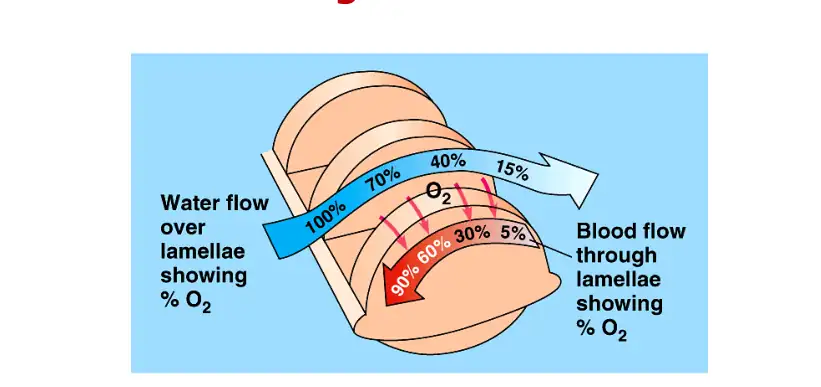 Water flow
over
lamellae
showing
% O2
100% 70% 40% 15%
O2
90% 60% 30% 5%
Blood flow
through
lamellae
showing
% O2